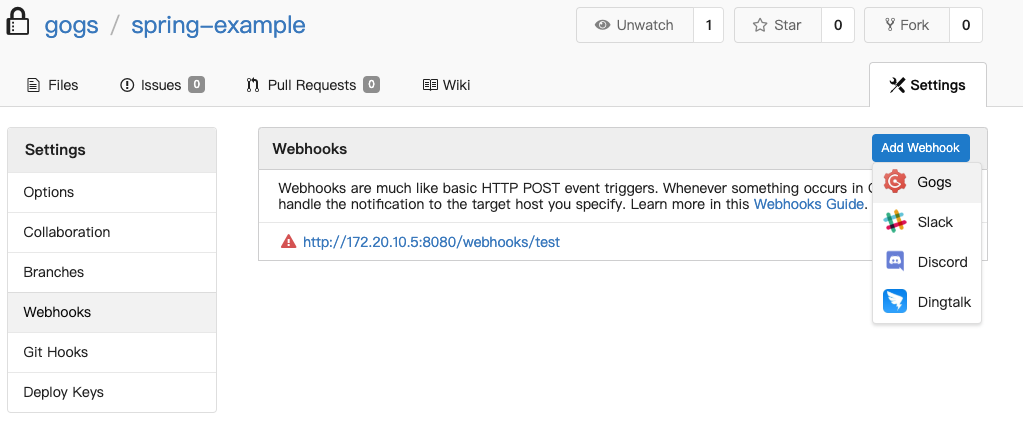 gogs / spring-example
Unwatch 1
Star 0
Fork 0
Files
Issues 0
Pull Requests 0
Wiki
Settings
Settings
Options
Collaboration
Branches
Webhooks
Git Hooks
Deploy Keys
Webhooks
Add Webhook
Webhooks are much like basic HTTP POST event triggers. Whenever something occurs in
handle the notification to the target host you specify. Learn more in this Webhooks Guide.
http://172.20.10.5:8080/webhooks/test
Gogs
Slack
Discord
Dingtalk